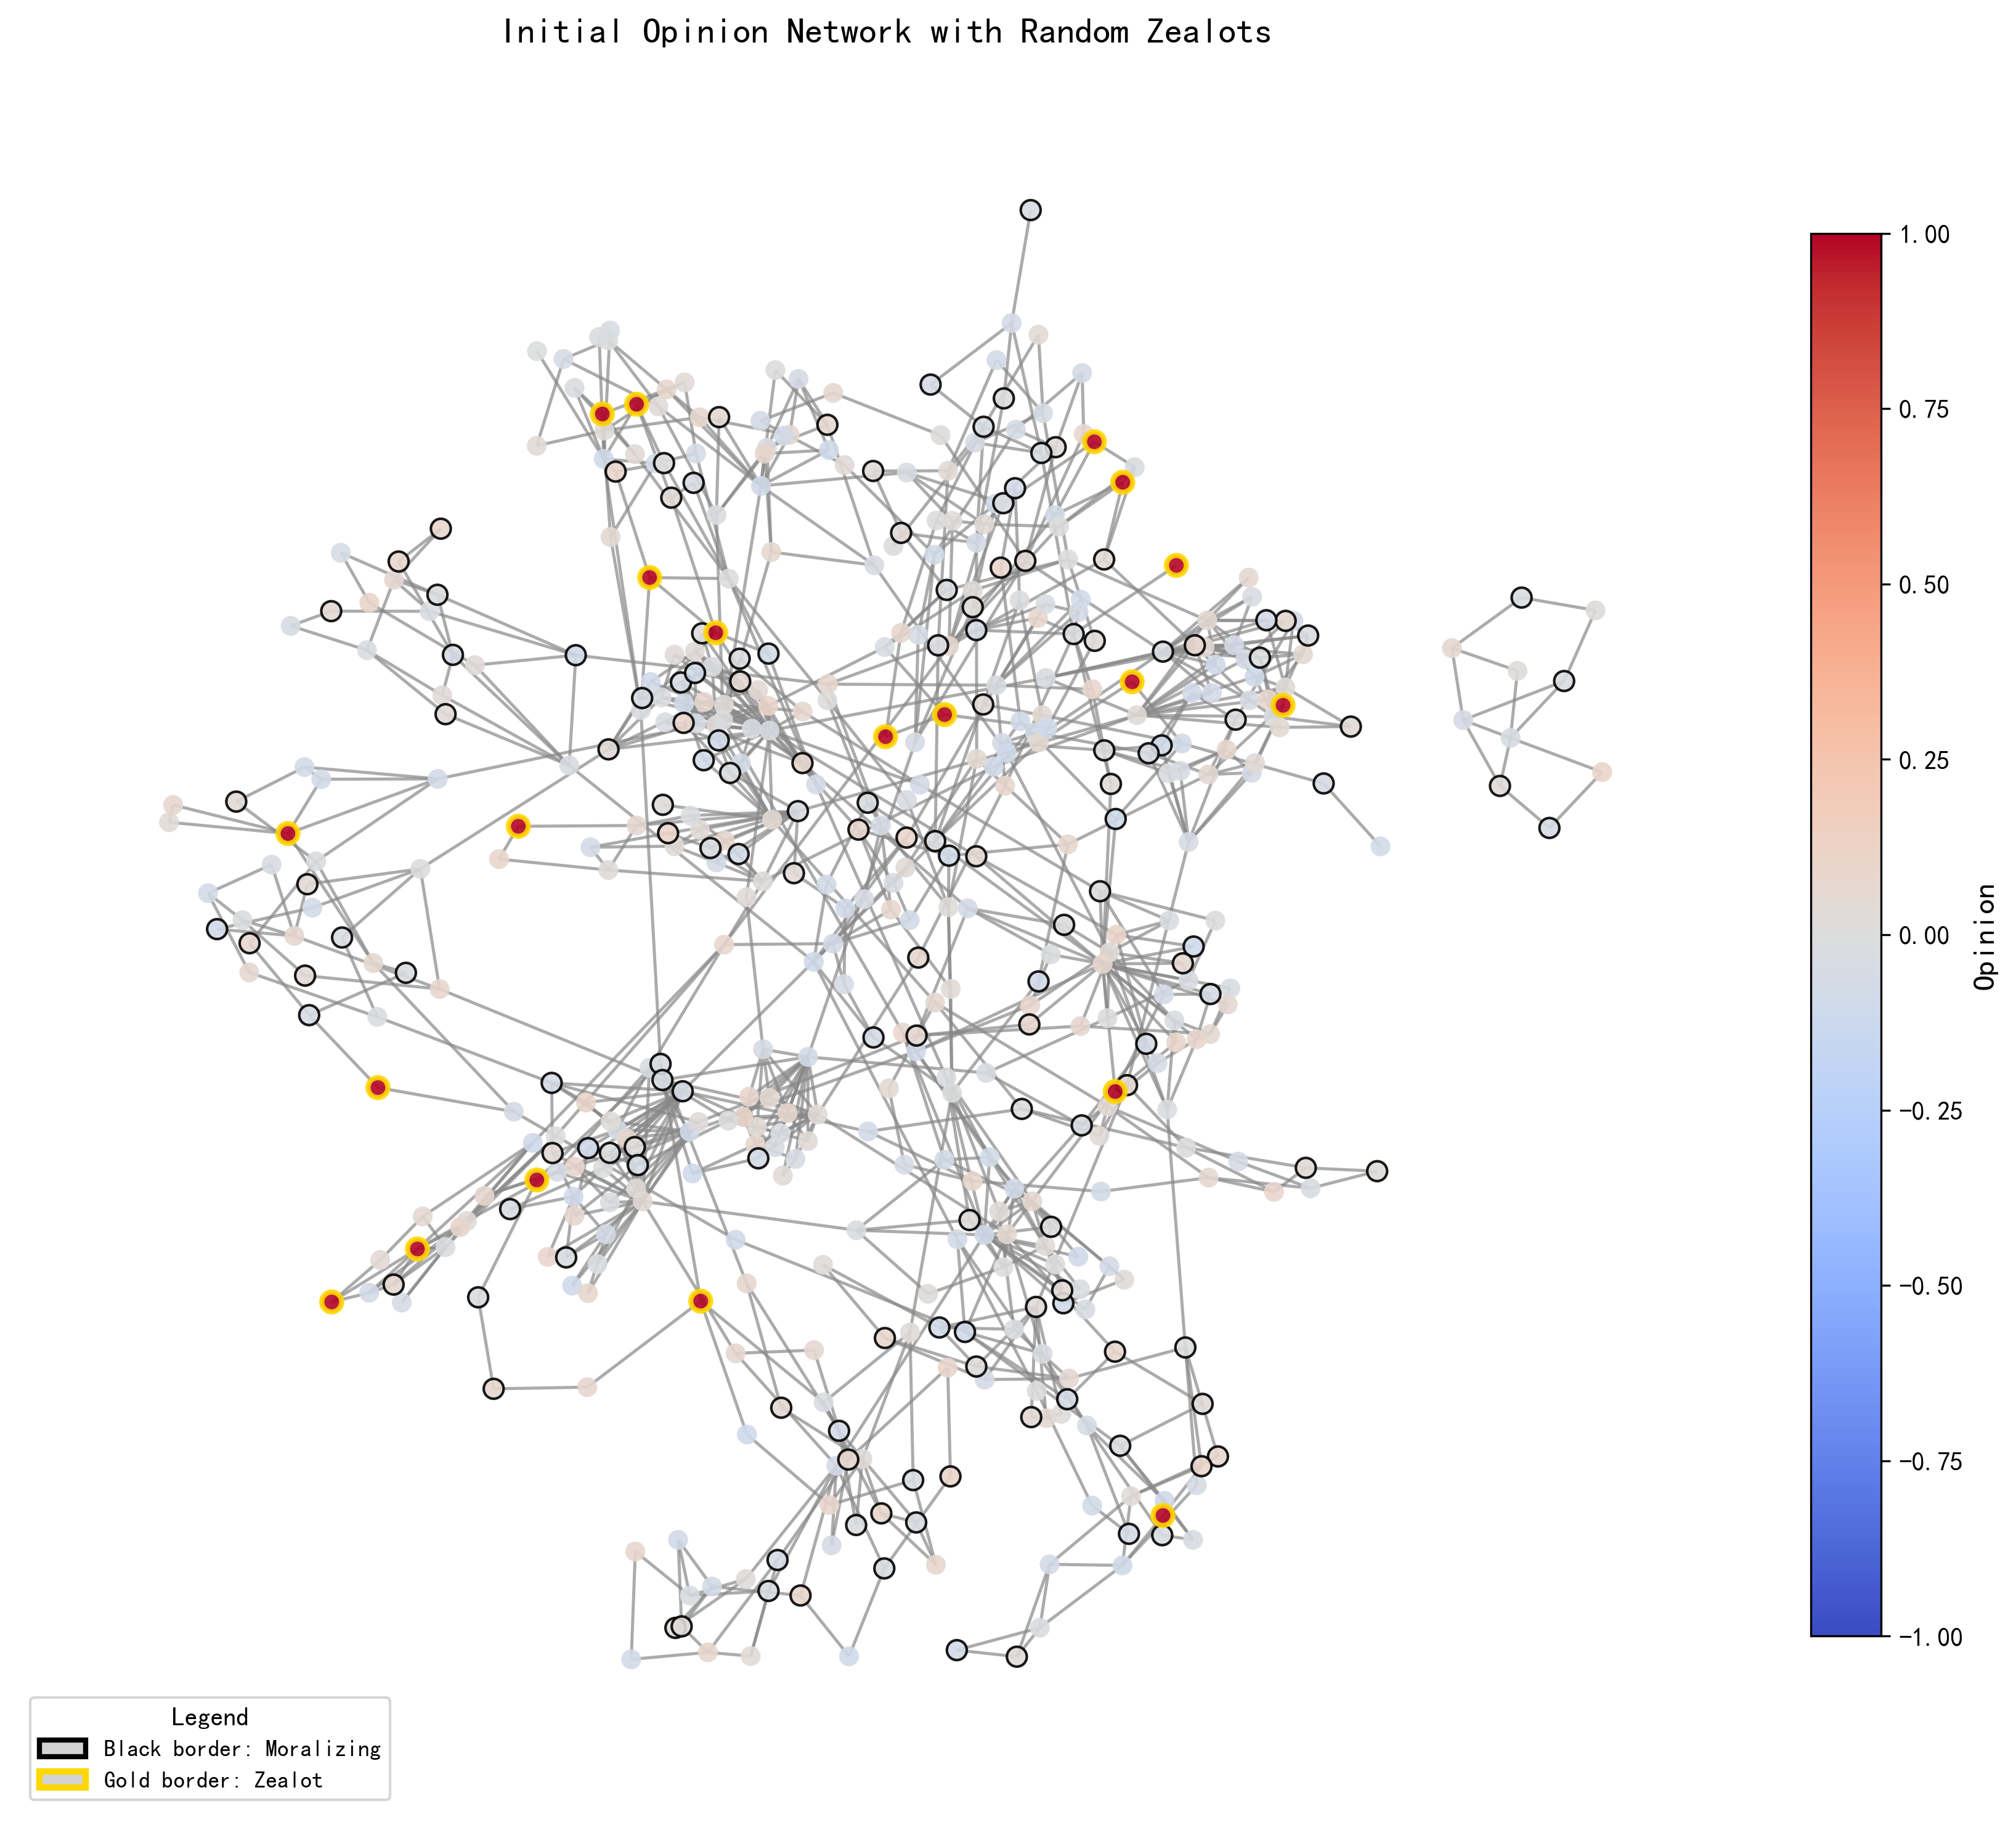 Initial Opinion Network with Random Zealots
1.00
0.75
0.50
0.25
0.00
−0.25
−0.50
−0.75
−1.00
Opinion
Legend
Black border: Moralizing
Gold border: Zealot